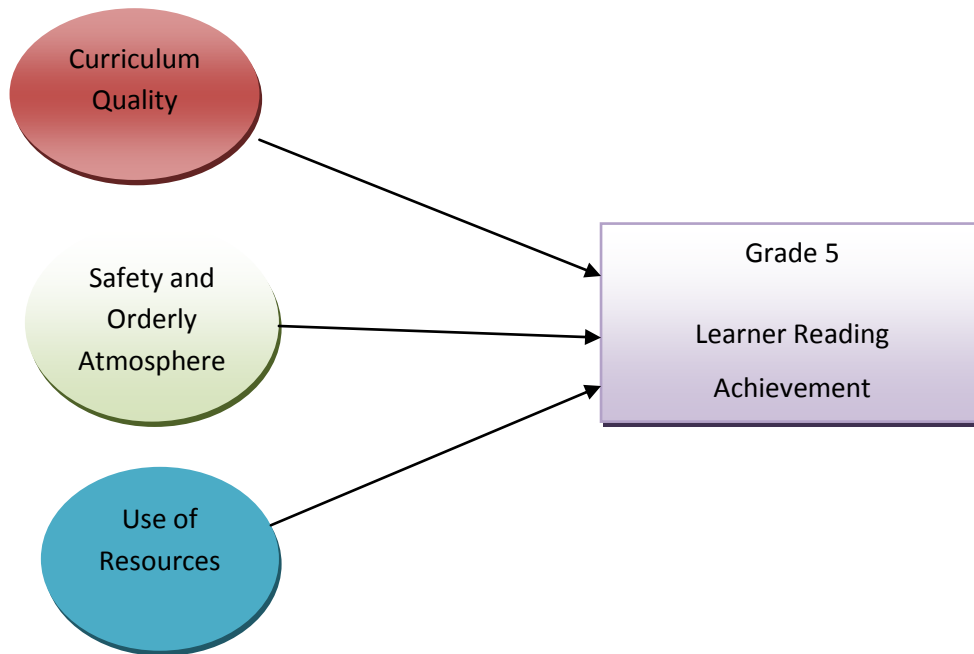 Curriculum
Quality
Safety and
Orderly
Atmosphere
Use of
Resources
Grade 5
Learner Reading
Achievement